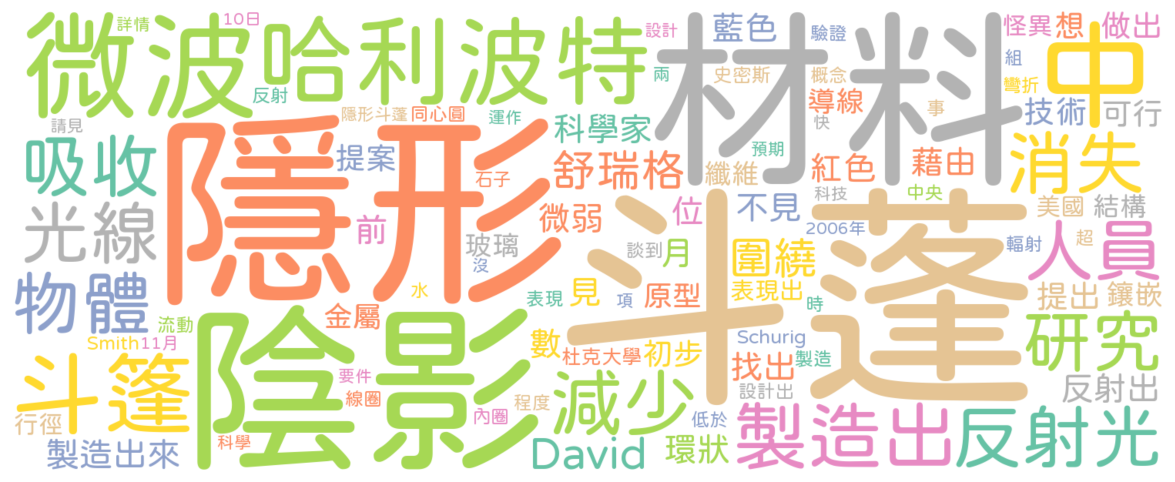 詳情
10日
設計
藍色
驗證
怪異
想
做出
微波
哈利波特
材料
中
組
反射
兩
史密斯
概念
彎折
隱形斗蓬
同心圓
運作
導線
事
技術
可行
請見
科學家
快
吸收
隱形
提案
預期
紅色
藉由
消失
石子
舒瑞格
纖維
斗蓬
科技
中央
美國
結構
光線
前
微弱
位
不見
2006年
玻璃
談到
月
圍繞
輻射
超
人員
沒
物體
水
表現
見
項
原型
表現出
時
提出
鑲嵌
金屬
流動
陰影
Smith
11月
數
Schurig
研究
斗篷
杜克大學
初步
找出
製造
要件
減少
設計出
反射出
線圈
內圈
程度
低於
製造出
反射光
行徑
科學
製造出來
David
環狀